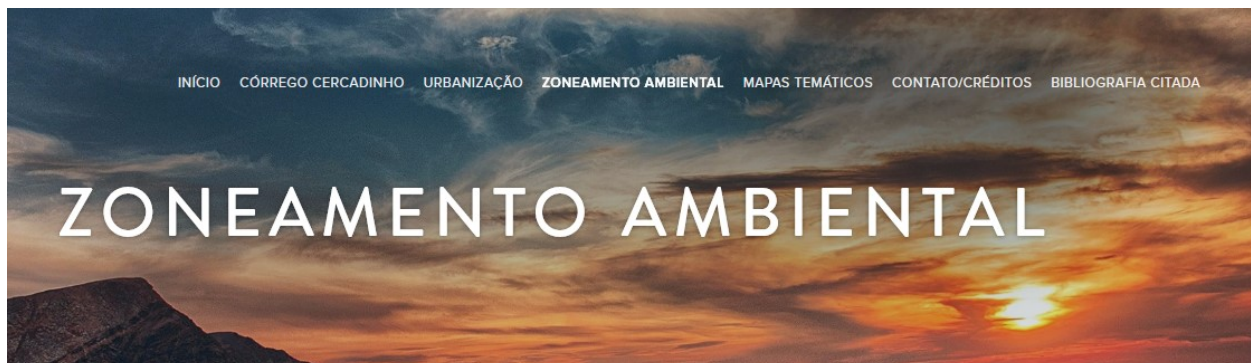 INÍCIO CÓRREGO CERCADINHO URBANIZAÇÃO ZONEAMENTO AMBIENTAL MAPAS TEMÁTICOS CONTATO/CRÉDITOS BIBLIOGRAFIA CITADA
ZONEAMENTO AMBIENTAL